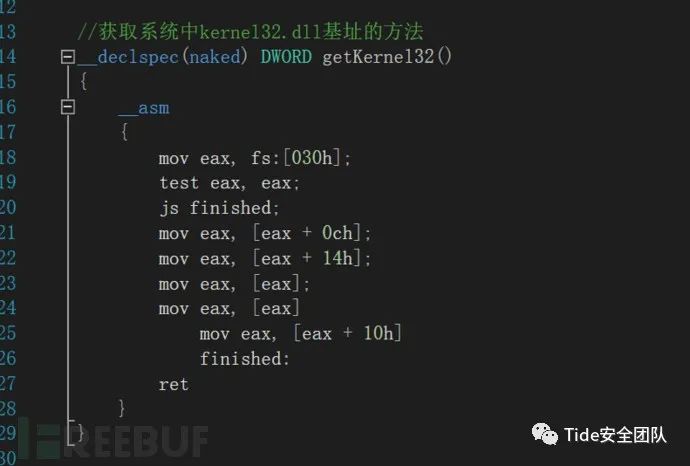 12
13 //获取系统中kernel32.dll基址的方法
14 __declspec(naked) DWORD getKernel32()
15 {
16 __asm
17 {
18 mov eax, fs:[030h];
19 test eax, eax;
20 js finished;
21 mov eax, [eax + 0ch];
22 mov eax, [eax + 14h];
23 mov eax, [eax];
24 mov eax, [eax]
25 mov eax, [eax + 10h]
26 finished:
27 ret
28 }
29 }
30
FREEBUF
Tide安全团队